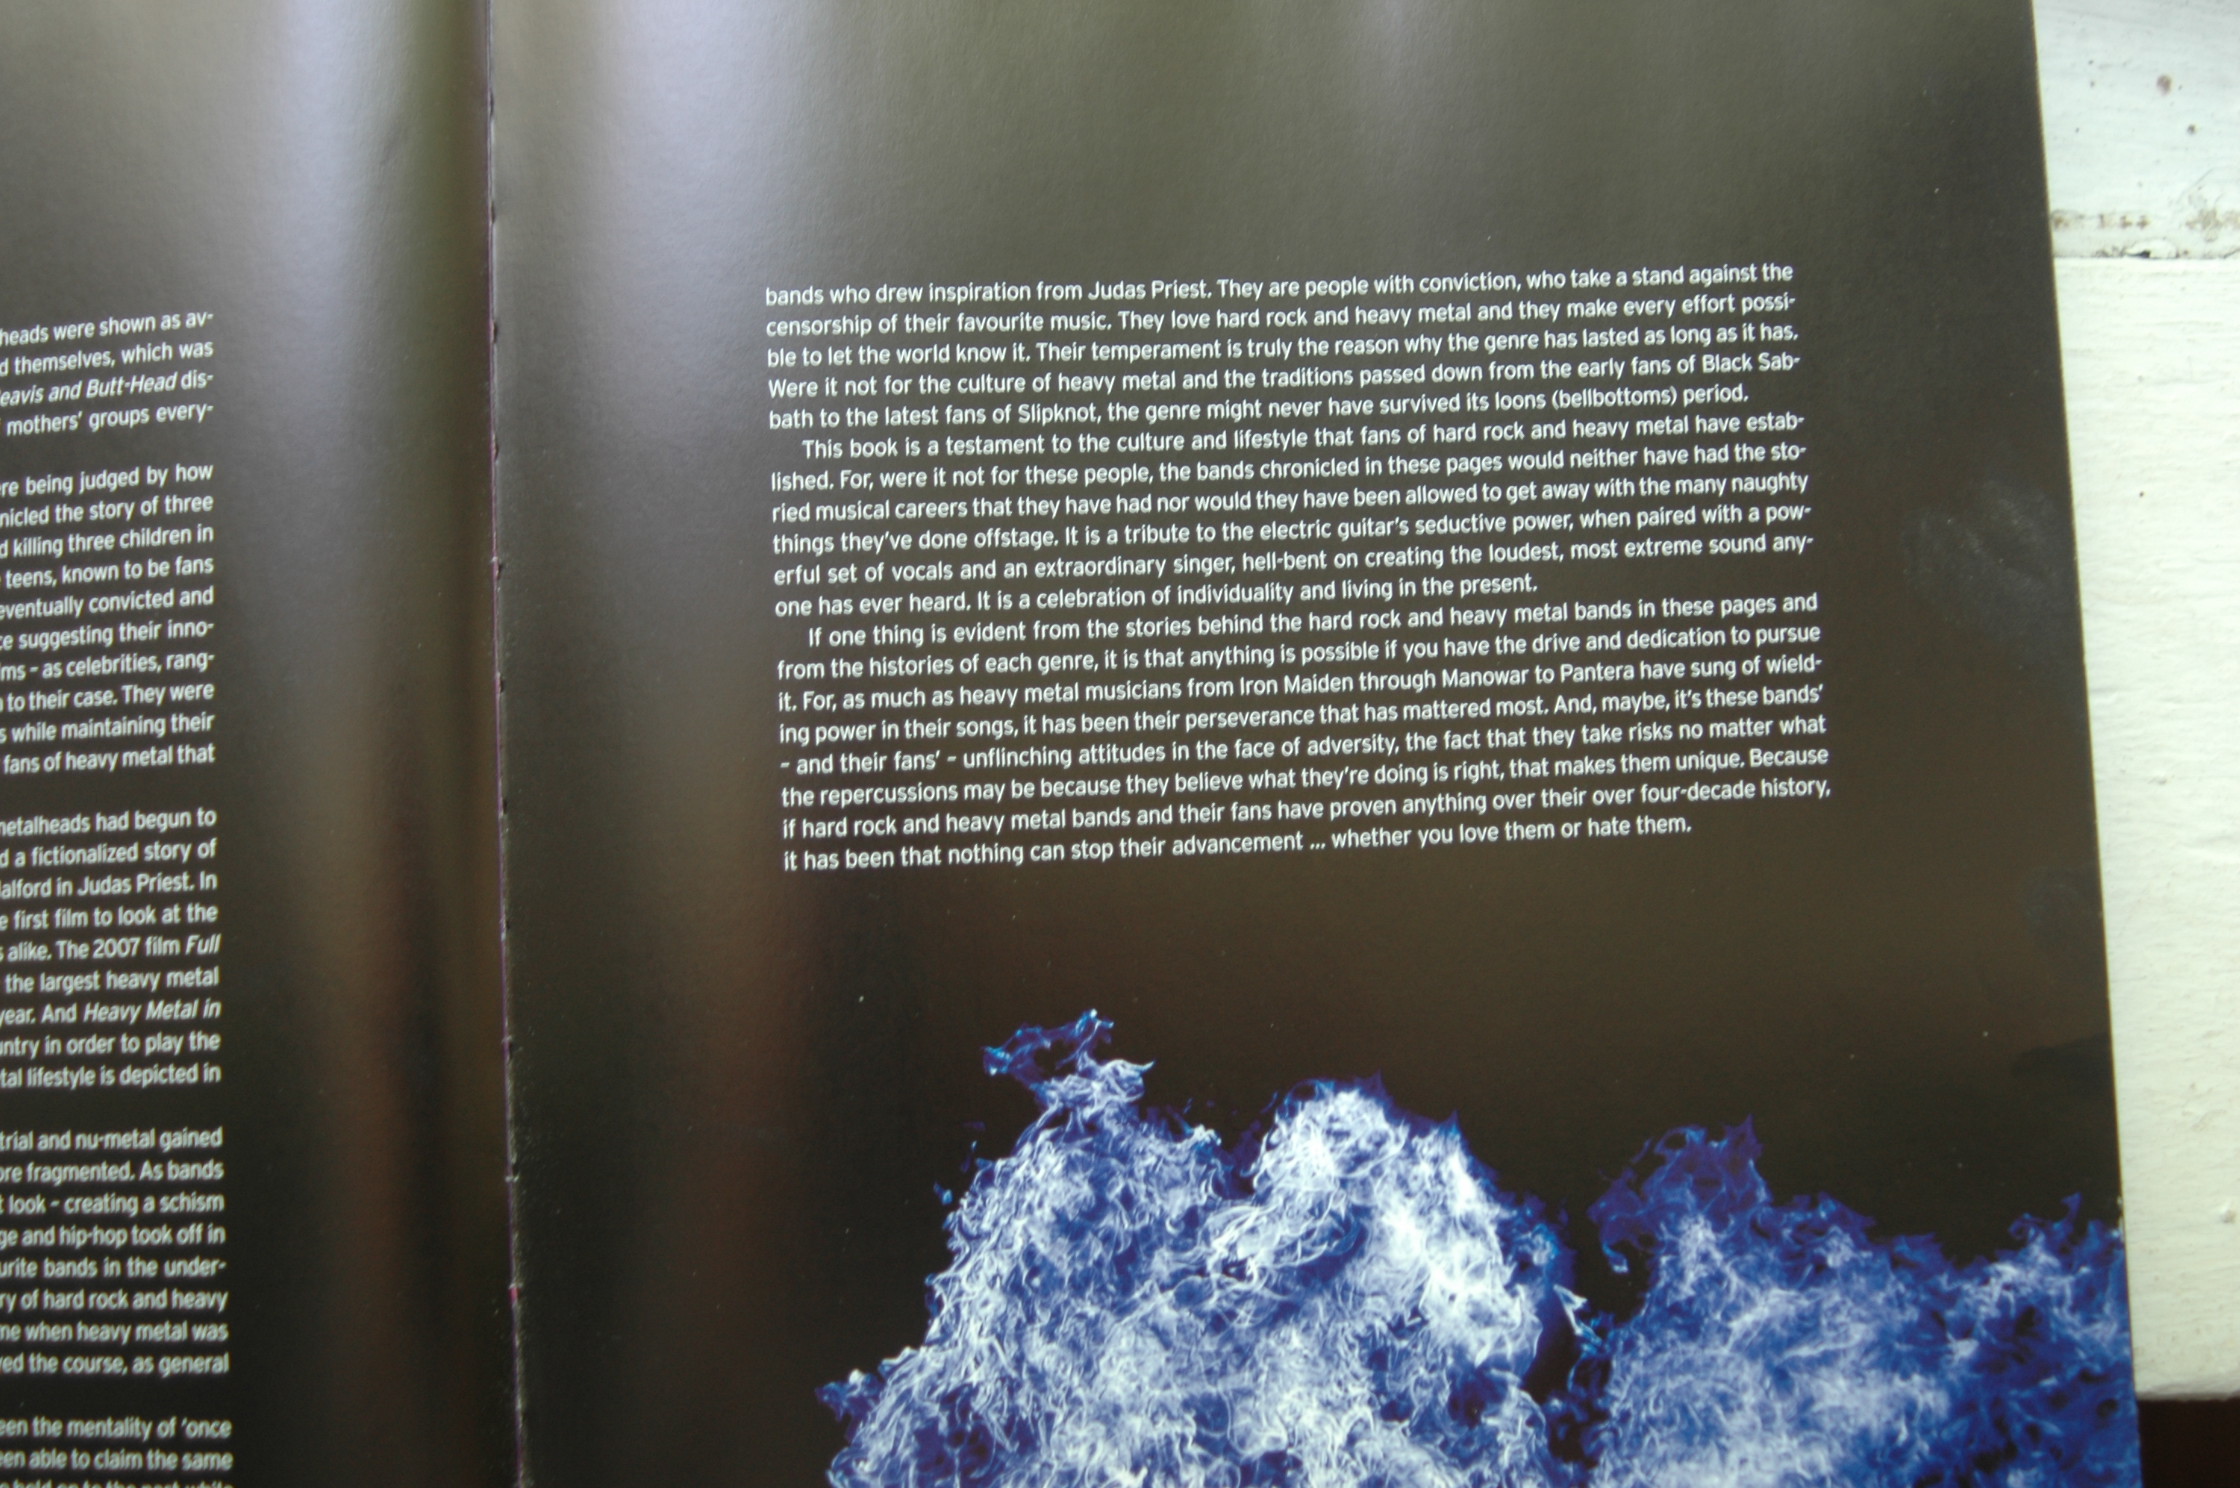 heads were shown as av-
themselves, which was
and Butt-Head dis-
mothers' groups every-
being judged by how
the story of three
killing three children in
teens, known to be fans
eventually convicted and
suggesting their inno-
- as celebrities, rang-
to their case. They were
while maintaining their
fans of heavy metal that
metalheads had begun to
a fictionalized story of
in Judas Priest. In
first film to look at the
alike. The 2007 film Full
the largest heavy metal
year. And Heavy Metal in
in order to play the
lifestyle is depicted in
and nu-metal gained
fragmented. As bands
look - creating a schism
and hip-hop took off in
bands in the under-
of hard rock and heavy
when heavy metal was
the course, as general
the mentality of 'once
able to claim the same
bands who drew inspiration from Judas Priest. They are people with conviction, who take a stand against the
censorship of their favourite music. They love hard rock and heavy metal and they make every effort possi-
ble to let the world know it. Their temperament is truly the reason why the genre has lasted as long as it has.
Were it not for the culture of heavy metal and the traditions passed down from the early fans of Black Sab-
bath to the latest fans of Slipknot, the genre might never have survived its loons (bellbottoms) period.
This book is a testament to the culture and lifestyle that fans of hard rock and heavy metal have estab-
lished. For, were it not for these people, the bands chronicled in these pages would neither have had the sto-
ried musical careers that they have had nor would they have been allowed to get away with the many naughty
things they've done offstage. It is a tribute to the electric guitar's seductive power, when paired with a pow-
erful set of vocals and an extraordinary singer, hell-bent on creating the loudest, most extreme sound any-
one has ever heard. It is a celebration of individuality and living in the present.
If one thing is evident from the stories behind the hard rock and heavy metal bands in these pages and
from the histories of each genre, it is that anything is possible if you have the drive and dedication to pursue
it. For, as much as heavy metal musicians from Iron Maiden through Manowar to Pantera have sung of wield-
ing power in their songs, it has been their perseverance that has mattered most. And, maybe, it's these bands'
- and their fans' - unflinching attitudes in the face of adversity, the fact that they take risks no matter what
the repercussions may be because they believe what they're doing is right, that makes them unique. Because
if hard rock and heavy metal bands and their fans have proven anything over their over four-decade history,
it has been that nothing can stop their advancement ... whether you love them or hate them.